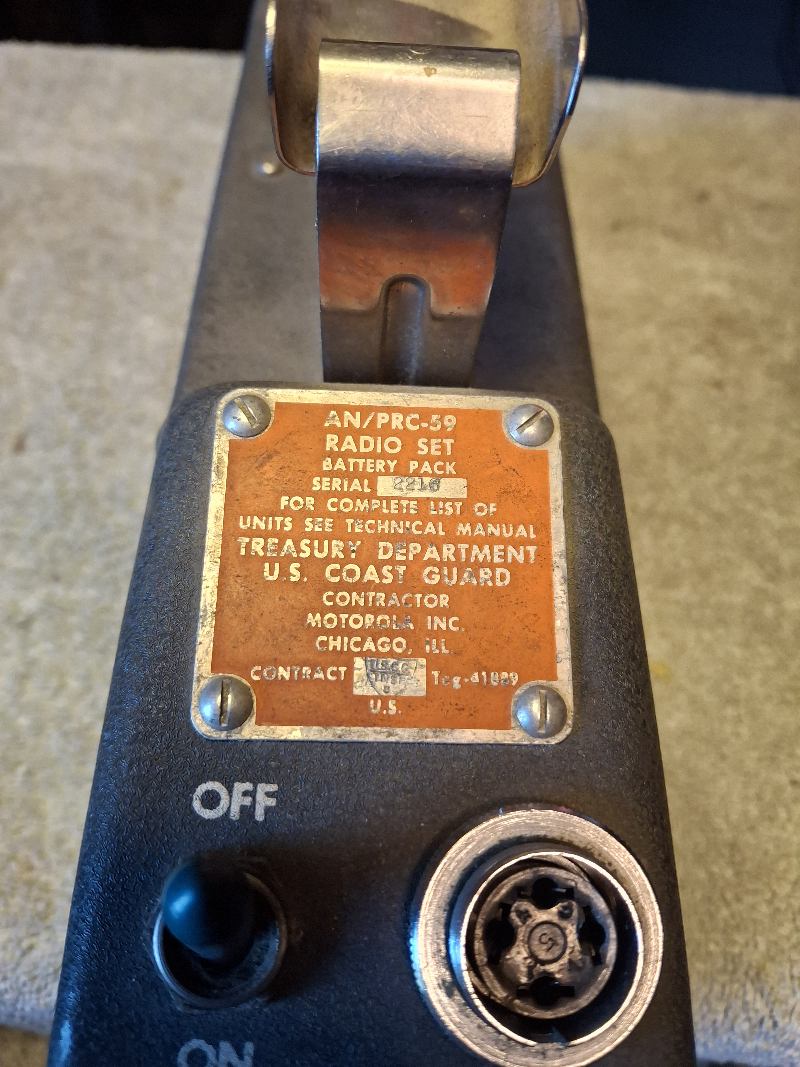 AN/PRC-59
RADIO SET
BATTERY PACK
SERIAL 2216
FOR COMPLETE LIST OF
UNITS SEE TECHNICAL MANUAL
TREASURY DEPARTMENT
U.S. COAST GUARD
CONTRACTOR
MOTOROLA INC.
CHICAGO, ILL.
CONTRACT Tcg-41889
U.S.
OFF
ON